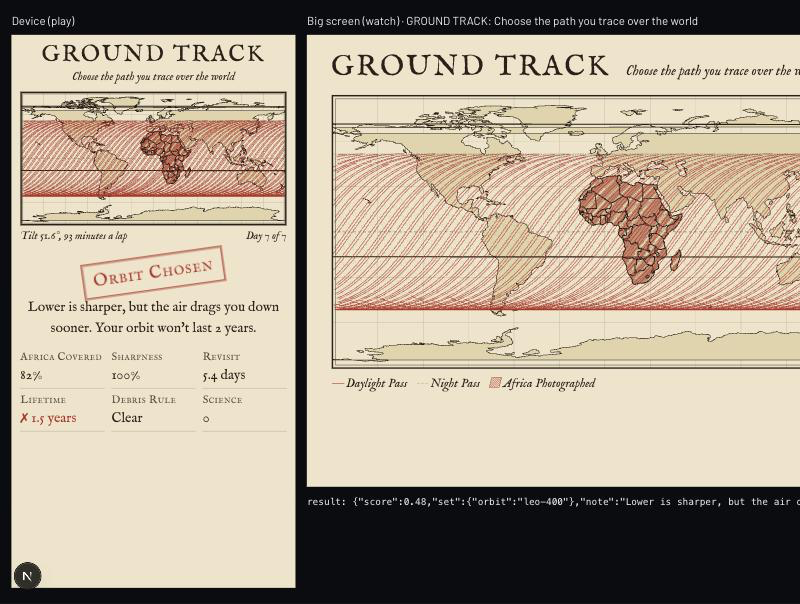 Device (play)
GROUND TRACK
Choose the path you trace over the world
Tilt 51.6°, 93 minutes a lap
Day 7 of 7
ORBIT CHOSEN
Lower is sharper, but the air drags you down
sooner. Your orbit won't last 2 years.
AFRICA COVERED SHARPNESS REVISIT
82% 100% 5.4 days
LIFETIME DEBRIS RULE SCIENCE
✗ 1.5 years Clear 0
N
Big screen (watch) · GROUND TRACK: Choose the path you trace over the world
GROUND TRACK Choose the path you trace over the
Daylight Pass Night Pass Africa Photographed
result: {"score":0.48,"set":{"orbit":"leo-400"},"note":"Lower is sharper, but the air